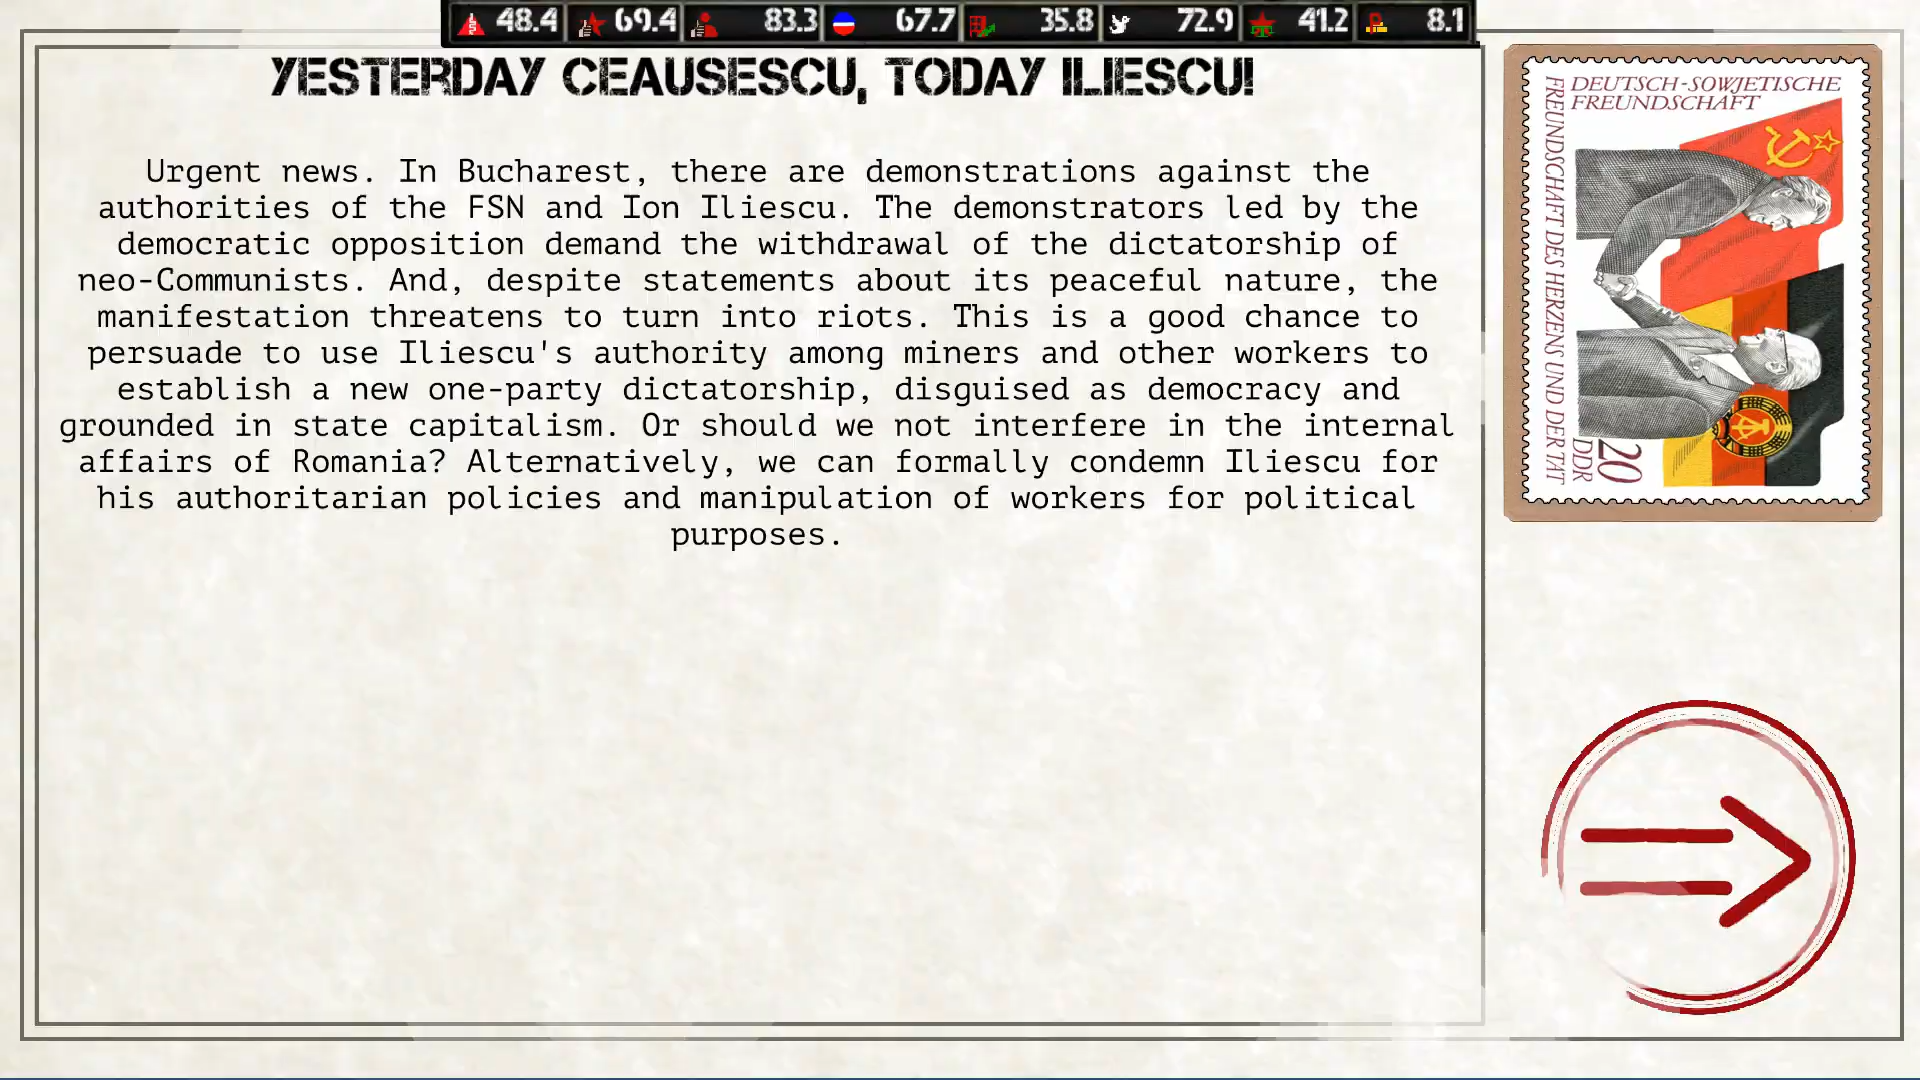 48.4 69.4 83.3 67.7 35.8 72.9 41.2 8.1
YESTERDAY CEAUSESCU, TODAY ILIESCU!
Urgent news. In Bucharest, there are demonstrations against the
authorities of the FSN and Ion Iliescu. The demonstrators led by the
democratic opposition demand the withdrawal of the dictatorship of
neo-Communists. And, despite statements about its peaceful nature, the
manifestation threatens to turn into riots. This is a good chance to
persuade to use Iliescu's authority among miners and other workers to
establish a new one-party dictatorship, disguised as democracy and
grounded in state capitalism. Or should we not interfere in the internal
affairs of Romania? Alternatively, we can formally condemn Iliescu for
his authoritarian policies and manipulation of workers for political
purposes.
DEUTSCH-SOWJETISCHE
FREUNDSCHAFT
FREUNDSCHAFT DES HERZENS UND DER TAT
20
DDR